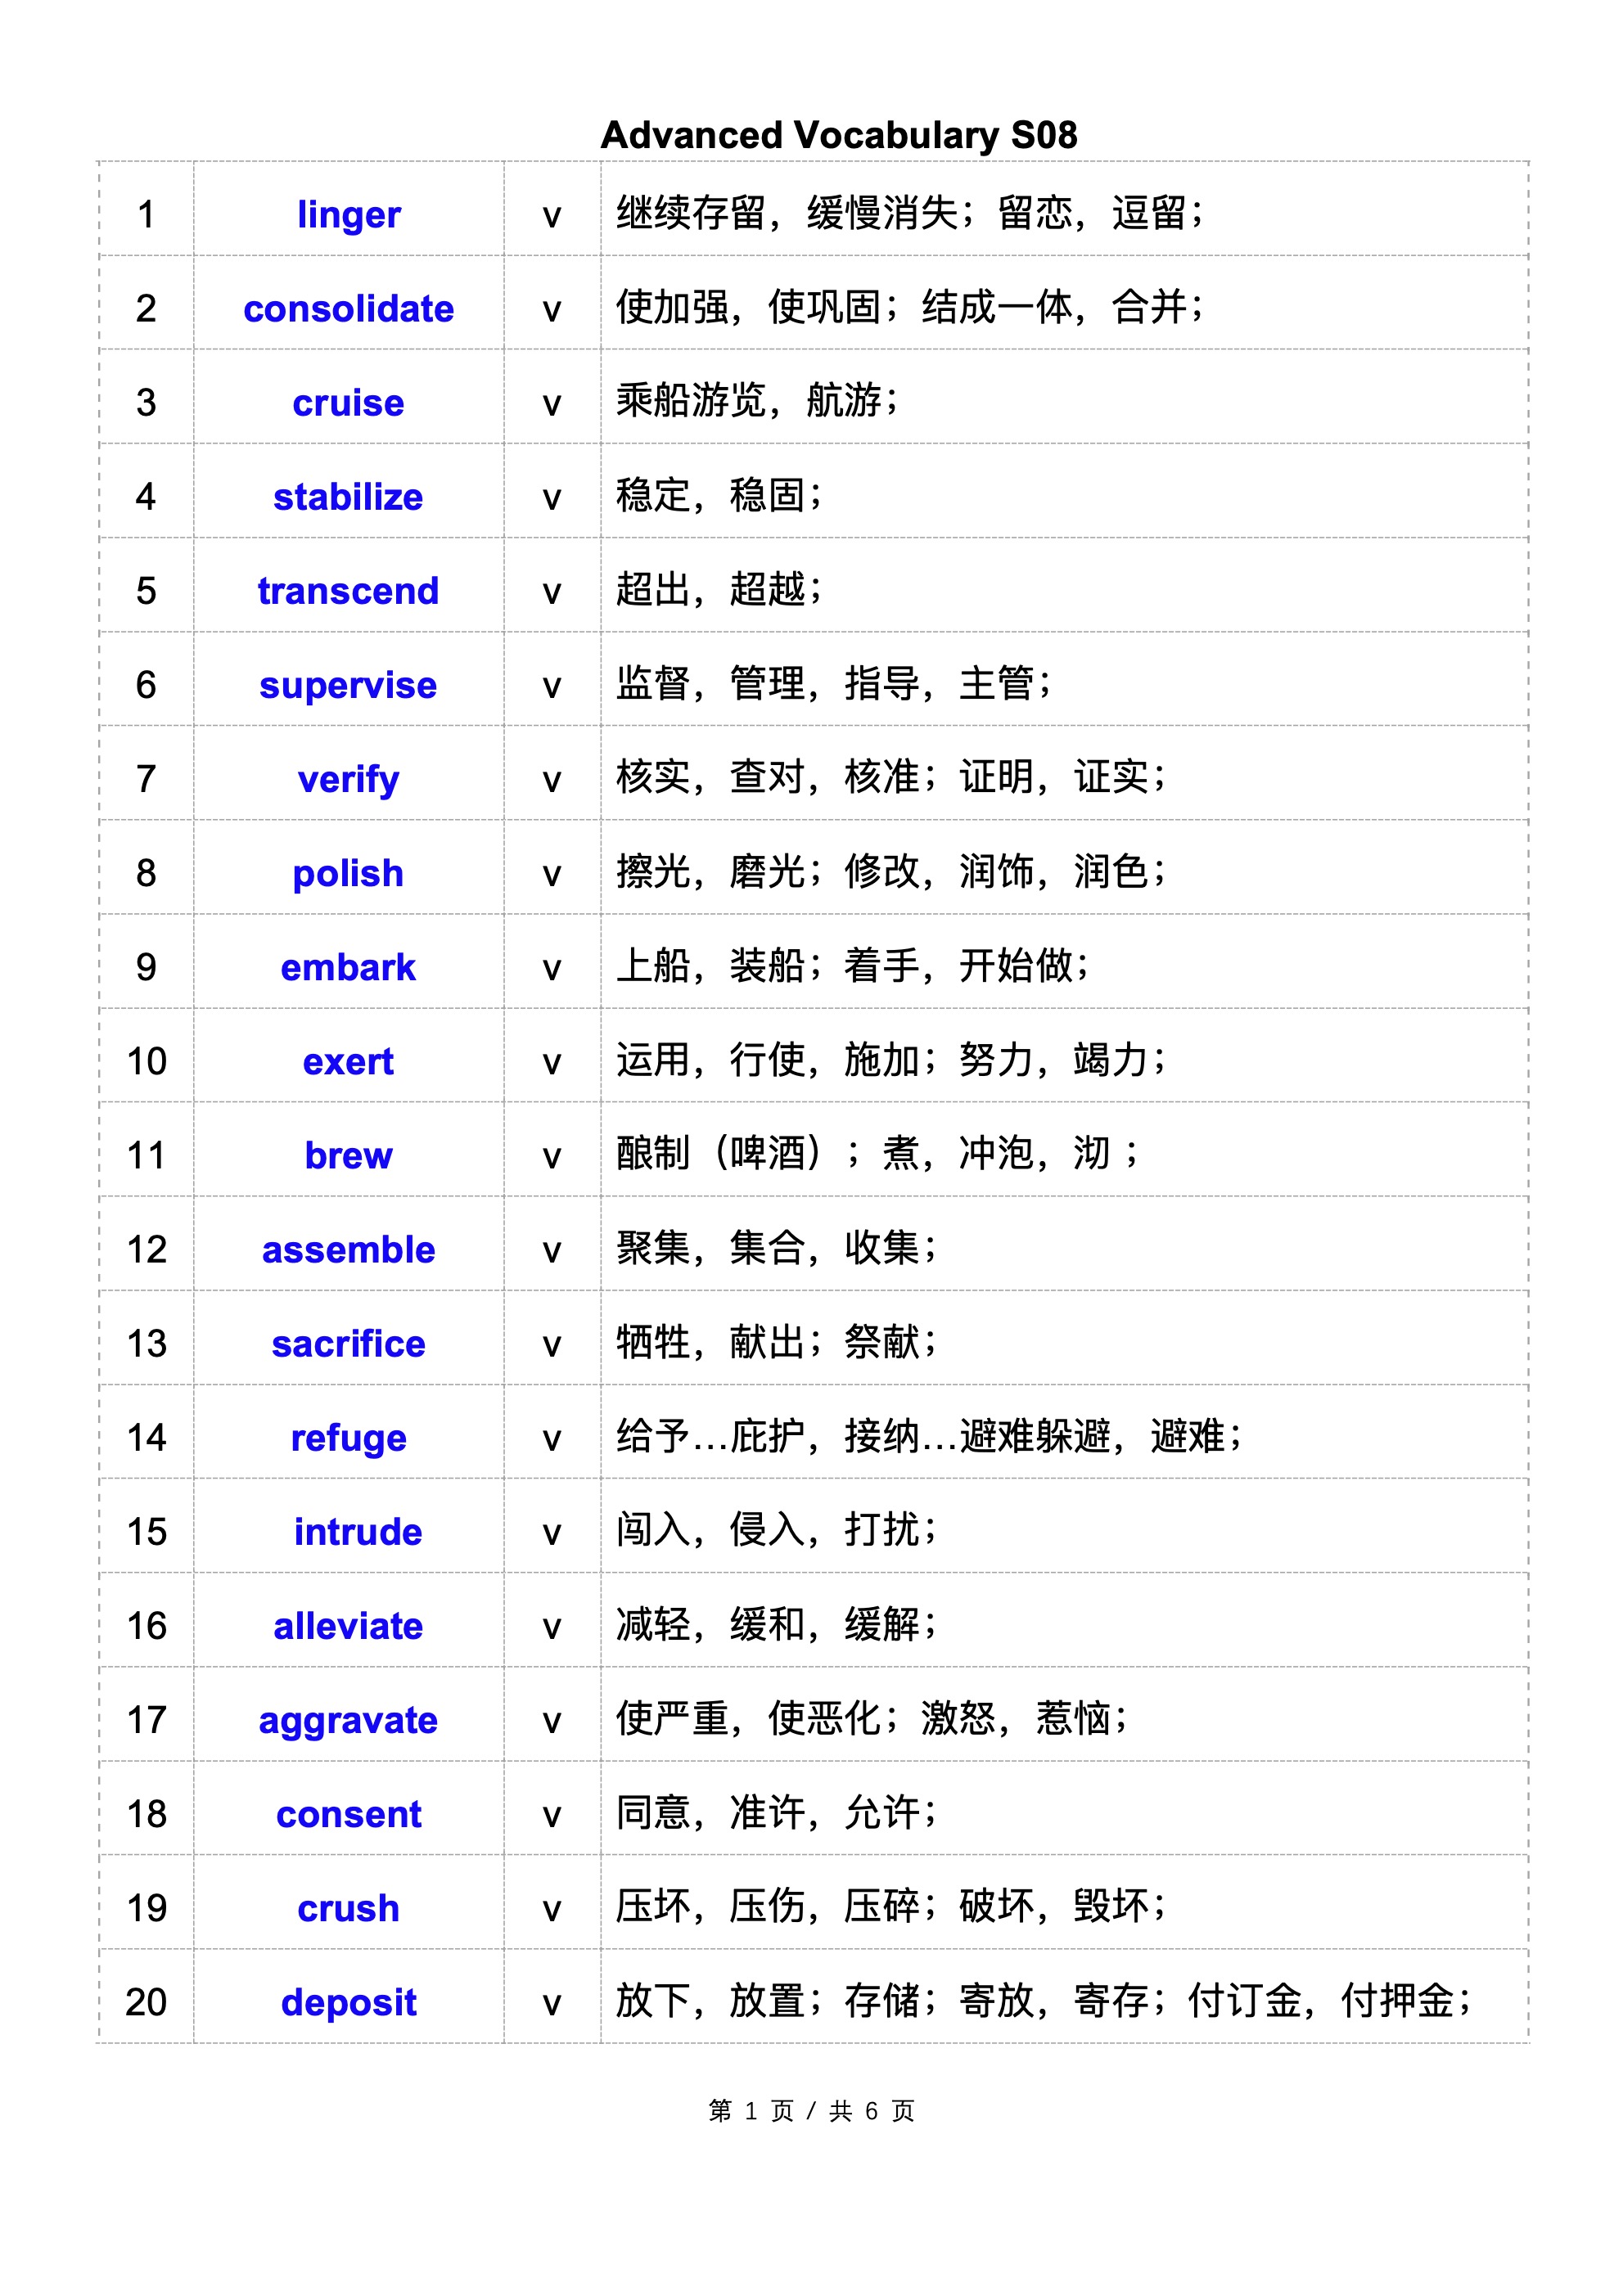 Advanced Vocabulary S08
1 linger v 继续存留，缓慢消失；留恋，逗留；
2 consolidate v 使加强，使巩固；结成一体，合并；
3 cruise v 乘船游览，航游；
4 stabilize v 稳定，稳固；
5 transcend v 超出，超越；
6 supervise v 监督，管理，指导，主管；
7 verify v 核实，查对，核准；证明，证实；
8 polish v 擦光，磨光；修改，润饰，润色；
9 embark v 上船，装船；着手，开始做；
10 exert v 运用，行使，施加；努力，竭力；
11 brew v 酿制（啤酒）；煮，冲泡，沏 ；
12 assemble v 聚集，集合，收集；
13 sacrifice v 牺牲，献出；祭献；
14 refuge v 给予...庇护，接纳...避难躲避，避难；
15 intrude v 闯入，侵入，打扰；
16 alleviate v 减轻，缓和，缓解；
17 aggravate v 使严重，使恶化；激怒，惹恼；
18 consent v 同意，准许，允许；
19 crush v 压坏，压伤，压碎；破坏，毁坏；
20 deposit v 放下，放置；存储；寄放，寄存；付订金，付押金；
第 1 页 / 共 6 页